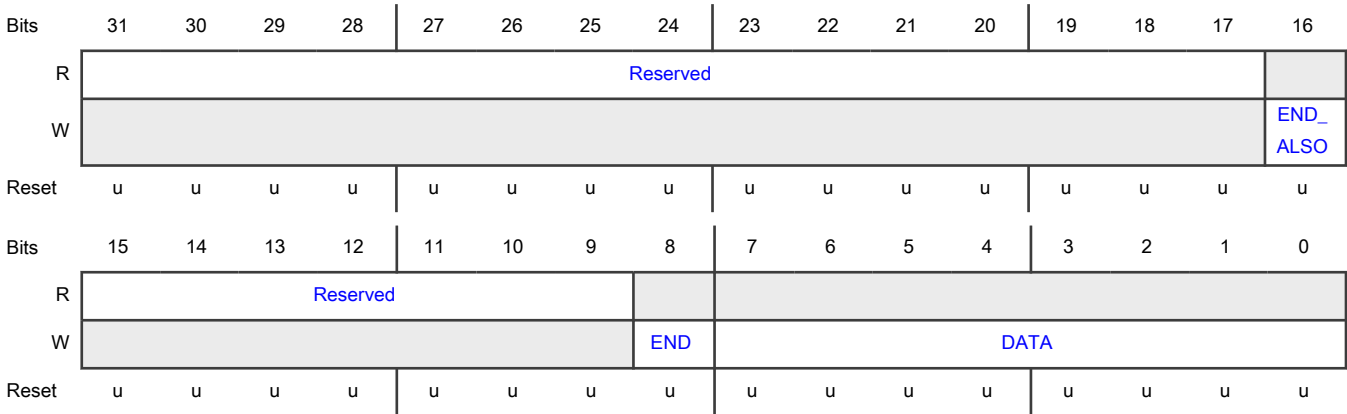 Bits 31 30 29 28 27 26 25 24 23 22 21 20 19 18 17 16
R Reserved
W END_
ALSO
Reset u u u u u u u u u u u u u u u u
Bits 15 14 13 12 11 10 9 8 7 6 5 4 3 2 1 0
R Reserved
W END DATA
Reset u u u u u u u u u u u u u u u u